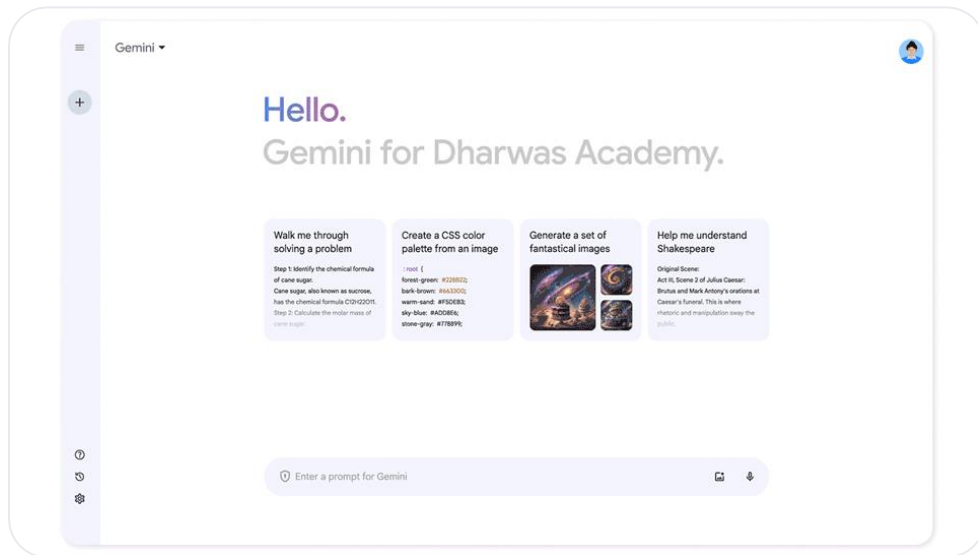 Gemini
Hello.
Gemini for Dharwas Academy.
Walk me through
solving a problem
Step 1: Identify the chemical formula
of cane sugar.
Cane sugar, also known as sucrose,
has the chemical formula C12H22O11.
Step 2: Calculate the molar mass of
cane sugar.
Create a CSS color
palette from an image
:root {
forest-green: #228B22;
bark-brown: #663300;
warm-sand: #F5DEB3;
sky-blue: #ADD8E6;
stone-gray: #778899;
Generate a set of
fantastical images
Help me understand
Shakespeare
Original Scene:
Act III, Scene 2 of Julius Caesar:
Brutus and Mark Antony's orations at
Caesar's funeral. This is where
rhetoric and manipulation sway the
public.
Enter a prompt for Gemini